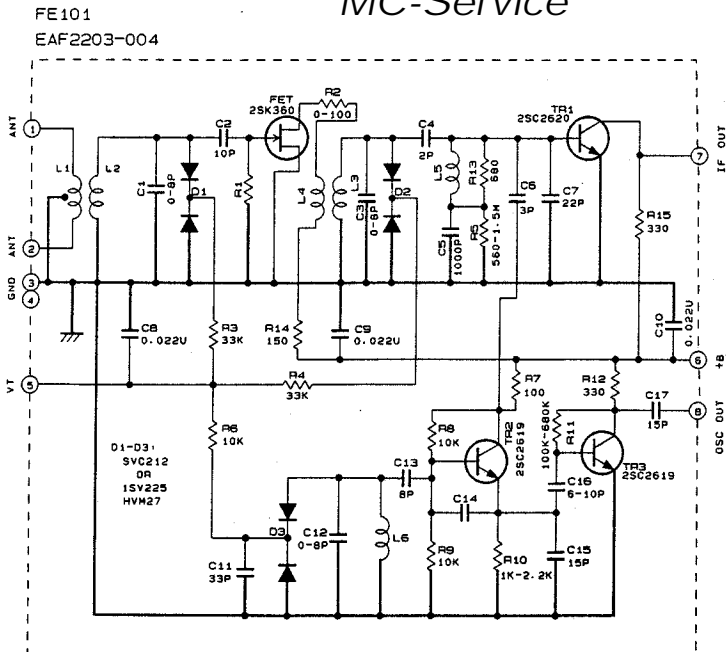 MC-Service
FE101
EAF2203-004
ANT
1
L1
L2
C1
0-8P
C2
10P
D1
R1
FET
2SK360
R2
0-100
L4
L3
C3
0-6P
D2
C4
2P
L5
R13
680
C5
1000P
R5
560-1.5M
C6
3P
C7
22P
TR1
2SC2620
R15
330
7
IF OUT
ANT
2
GND
3
4
C8
0.022U
R3
33K
R14
150
C9
0.022U
C10
0.022U
6
+B
VT
5
R4
33K
R6
10K
R7
100
R12
330
C17
15P
8
OSC OUT
D1-D3:
SVC212
OR
1SV225
HVM27
D3
C11
33P
C12
0-8P
L6
C13
8P
R8
10K
R9
10K
C14
TR2
2SC2619
R10
1K-2.2K
100K-680K
R11
C16
6-10P
C15
15P
TR3
2SC2619